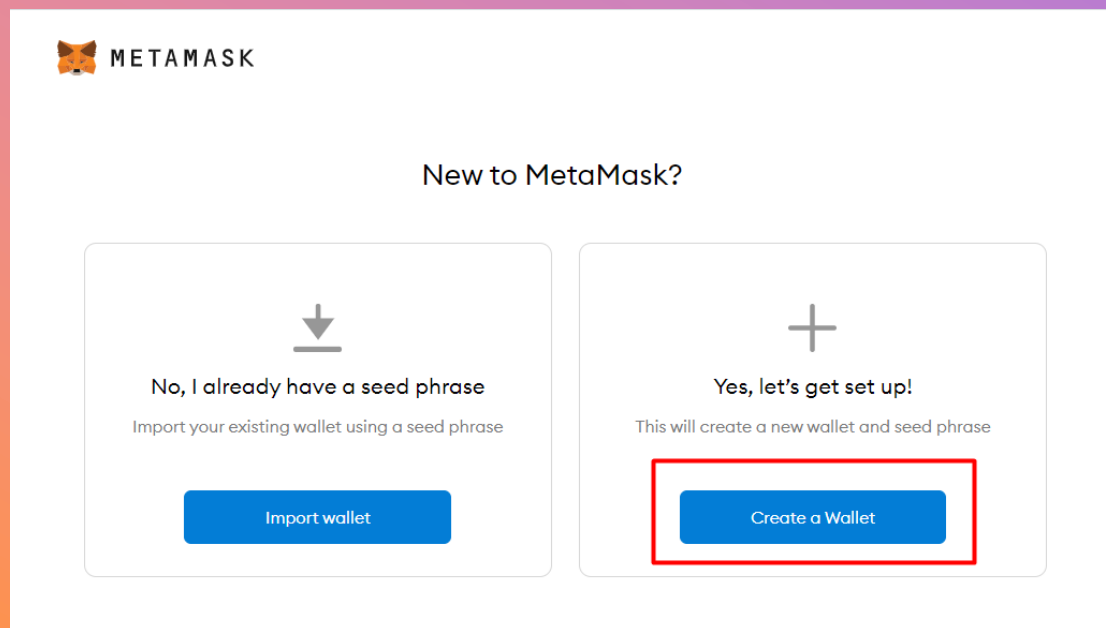 METAMASK
New to MetaMask?
No, I already have a seed phrase
Import your existing wallet using a seed phrase
Import wallet
Yes, let’s get set up!
This will create a new wallet and seed phrase
Create a Wallet